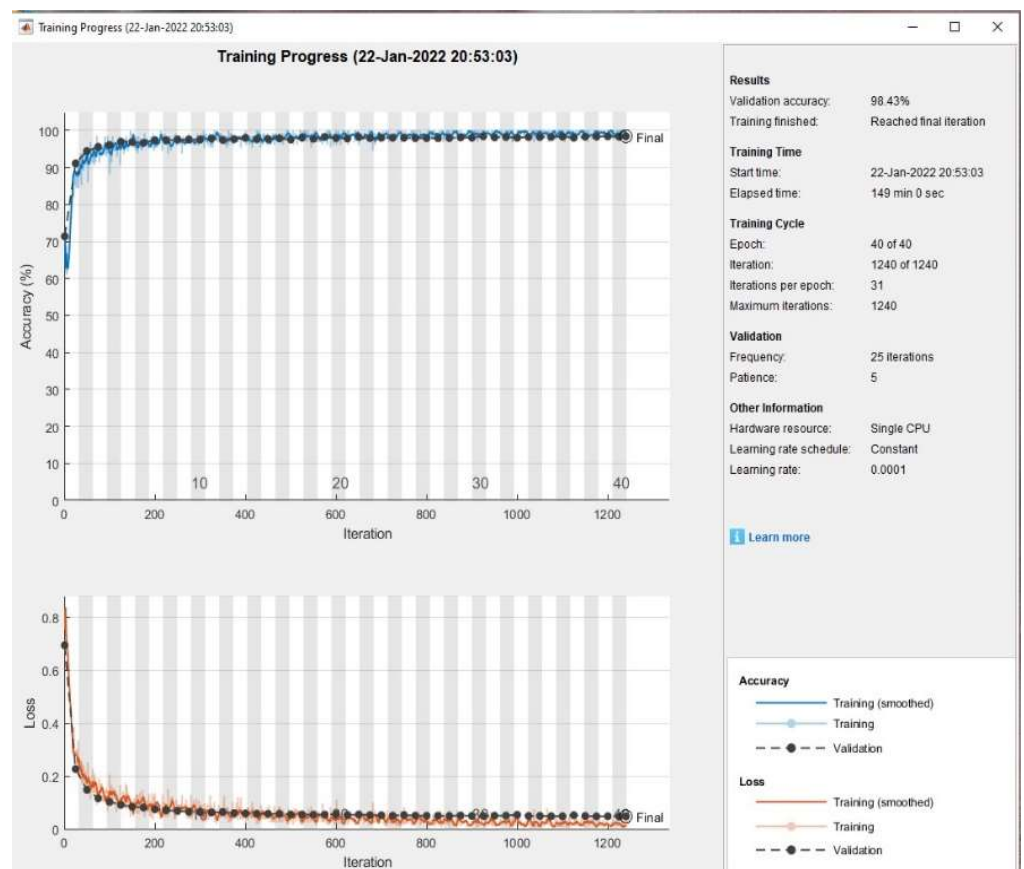 Training Progress (22-Jan-2022 20:53:03)
Training Progress (22-Jan-2022 20:53:03)
100
90
80
70
60
50
40
30
20
10
0
Accuracy (%)
Final
10 20 30 40
0 200 400 600 800 1000 1200
Iteration
0.8
0.6
0.4
0.2
0
Loss
Final
0 200 400 600 800 1000 1200
Iteration
Results
Validation accuracy: 98.43%
Training finished: Reached final iteration
Training Time
Start time: 22-Jan-2022 20:53:03
Elapsed time: 149 min 0 sec
Training Cycle
Epoch: 40 of 40
Iteration: 1240 of 1240
Iterations per epoch: 31
Maximum iterations: 1240
Validation
Frequency: 25 iterations
Patience: 5
Other Information
Hardware resource: Single CPU
Learning rate schedule: Constant
Learning rate: 0.0001
i Learn more
Accuracy
Training (smoothed)
Training
Validation
Loss
Training (smoothed)
Training
Validation